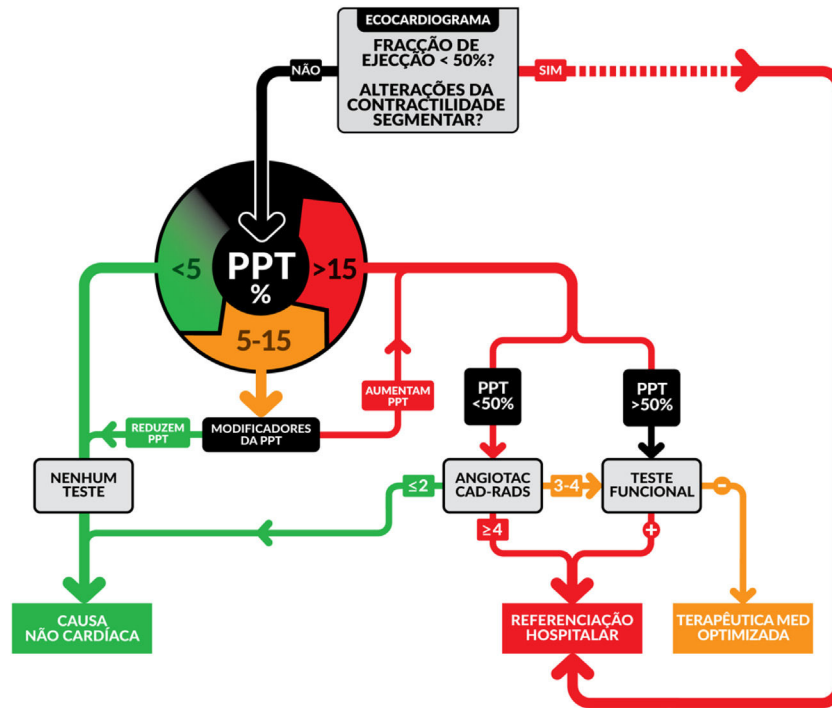 ECOCARDIOGRAMA
FRACÇÃO DE
EJECÇÃO < 50%?
ALTERAÇÕES DA
CONTRACTILIDADE
SEGMENTAR?
NÃO
SIM
<5
PPT
%
>15
5-15
PPT
<50%
PPT
>50%
AUMENTAM
PPT
REDUZEM
PPT
MODIFICADORES
DA PPT
NENHUM
TESTE
≤2
ANGIOTAC
CAD-RADS
3-4
TESTE
FUNCIONAL
−
≥4
+
CAUSA
NÃO CARDÍACA
REFERENCIAÇÃO
HOSPITALAR
TERAPÊUTICA MED
OPTIMIZADA